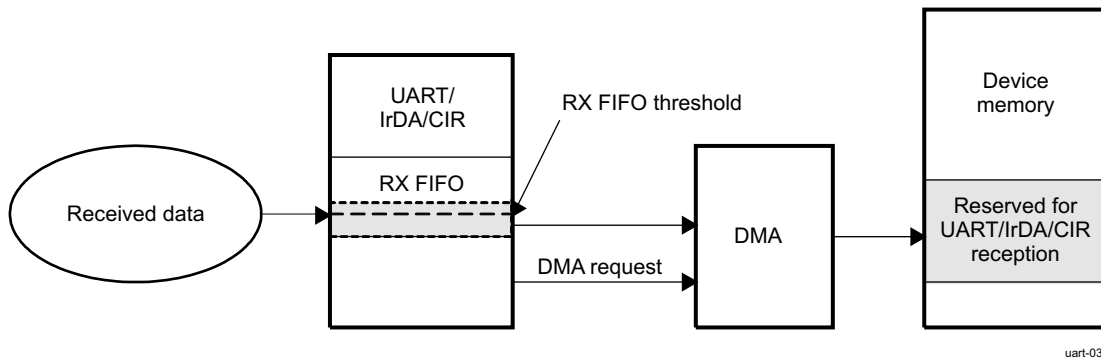 UART/
IrDA/CIR
RX FIFO threshold
Device
memory
RX FIFO
Received data
DMA
Reserved for
UART/IrDA/CIR
reception
DMA request
uart-03